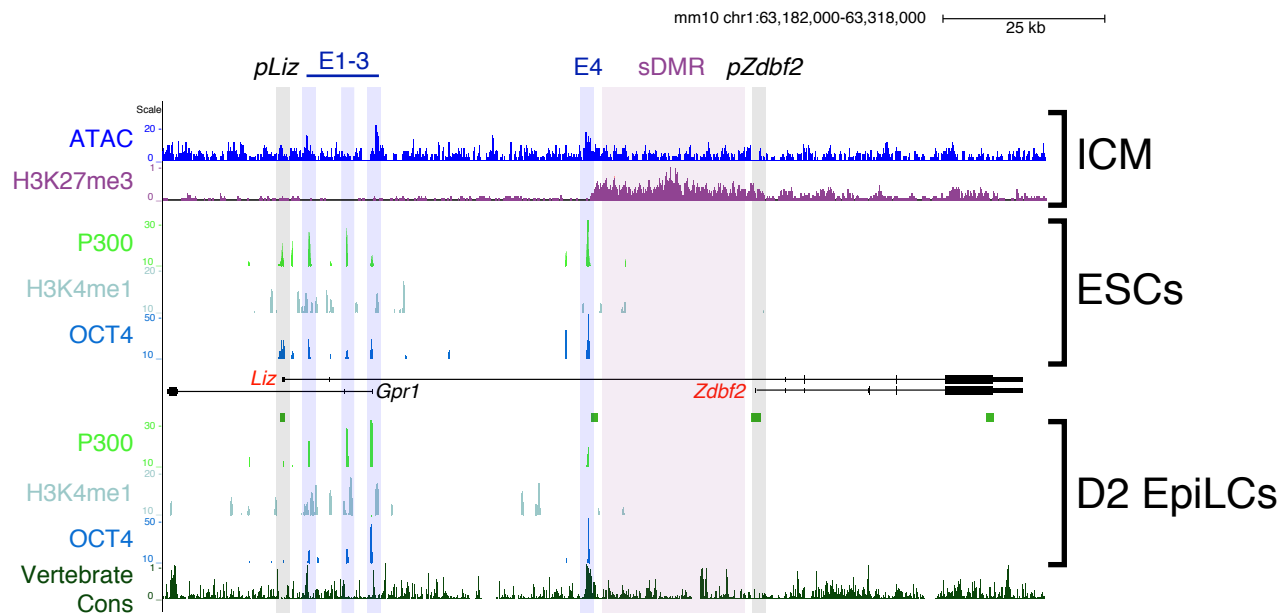 mm10 chr1:63,182,000-63,318,000
25 kb
pLiz E1-3 E4 sDMR pZdbf2
Scale
ATAC 20 0
ICM
H3K27me3 1 0
P300 30 10
H3K4me1 20 10
ESCs
OCT4 50 10
Liz
Gpr1 Zdbf2
P300 30 10
H3K4me1 20 10
D2 EpiLCs
OCT4 50 10
Vertebrate 1
Cons 0